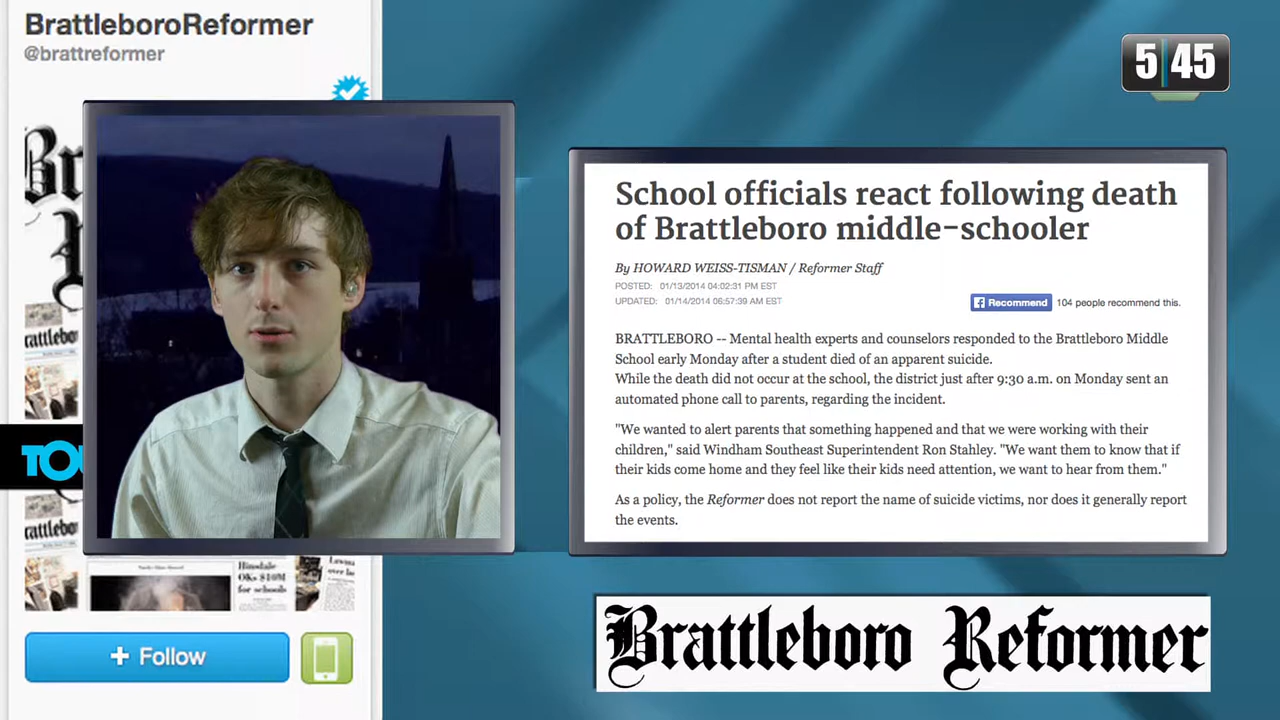 BrattleboroReformer
@brattreformer
5 45
School officials react following death
of Brattleboro middle-schooler
By HOWARD WEISS-TISMAN / Reformer Staff
POSTED: 01/13/2014 04:02:31 PM EST
UPDATED: 01/14/2014 06:57:39 AM EST
Recommend 104 people recommend this.
BRATTLEBORO -- Mental health experts and counselors responded to the Brattleboro Middle
School early Monday after a student died of an apparent suicide.
While the death did not occur at the school, the district just after 9:30 a.m. on Monday sent an
automated phone call to parents, regarding the incident.
"We wanted to alert parents that something happened and that we were working with their
children," said Windham Southeast Superintendent Ron Stahley. "We want them to know that if
their kids come home and they feel like their kids need attention, we want to hear from them."
As a policy, the Reformer does not report the name of suicide victims, nor does it generally report
the events.
TOU
Hinsdale
OKs $10M
for schools
+ Follow
Brattleboro Reformer